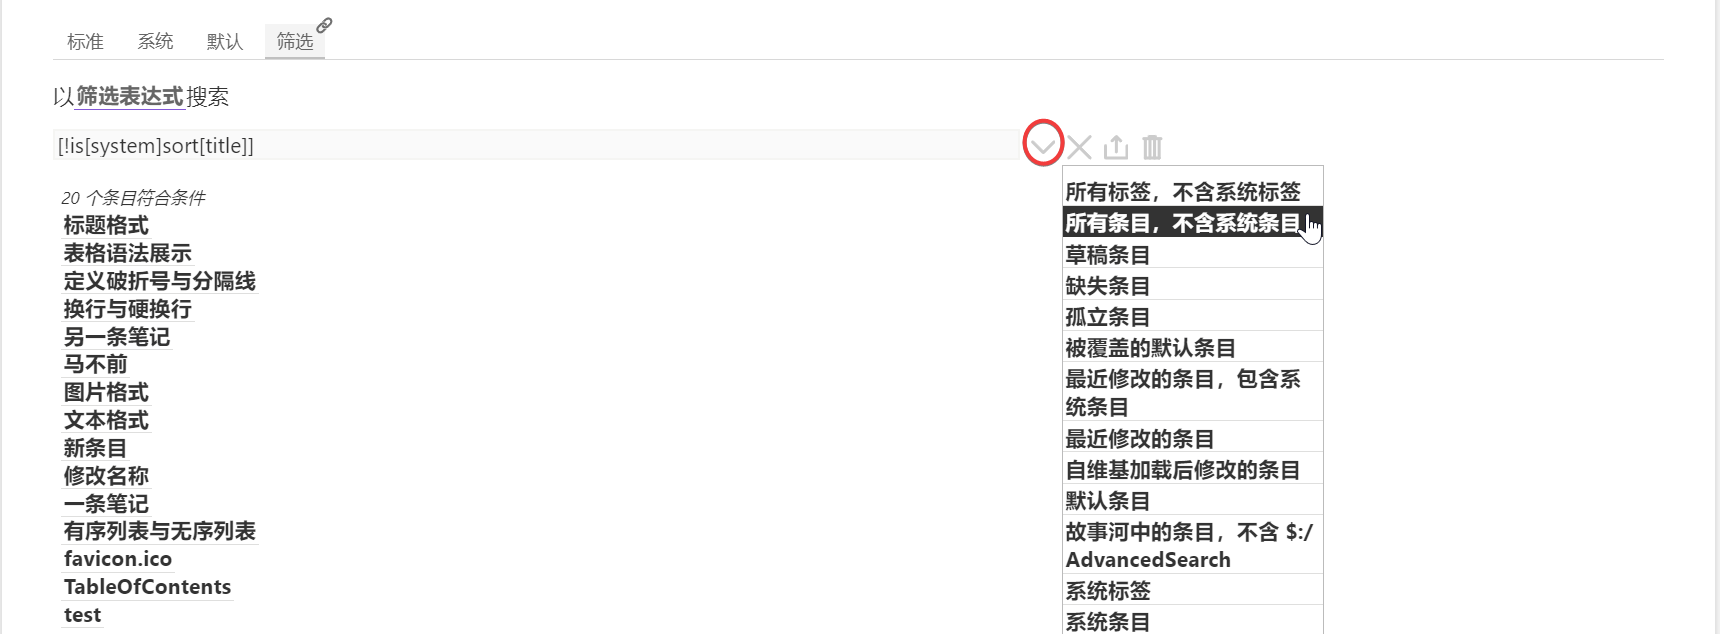 标准 系统 默认 筛选
以筛选表达式搜索
[!is[system]sort[title]]
20 个条目符合条件
标题格式
表格语法展示
定义破折号与分隔线
换行与硬换行
另一条笔记
马不前
图片格式
文本格式
新条目
修改名称
一条笔记
有序列表与无序列表
favicon.ico
TableOfContents
test
所有标签，不含系统标签
所有条目，不含系统条目
草稿条目
缺失条目
孤立条目
被覆盖的默认条目
最近修改的条目，包含系
统条目
最近修改的条目
自维基加载后修改的条目
默认条目
故事河中的条目，不含 $:/
AdvancedSearch
系统标签
系统条目